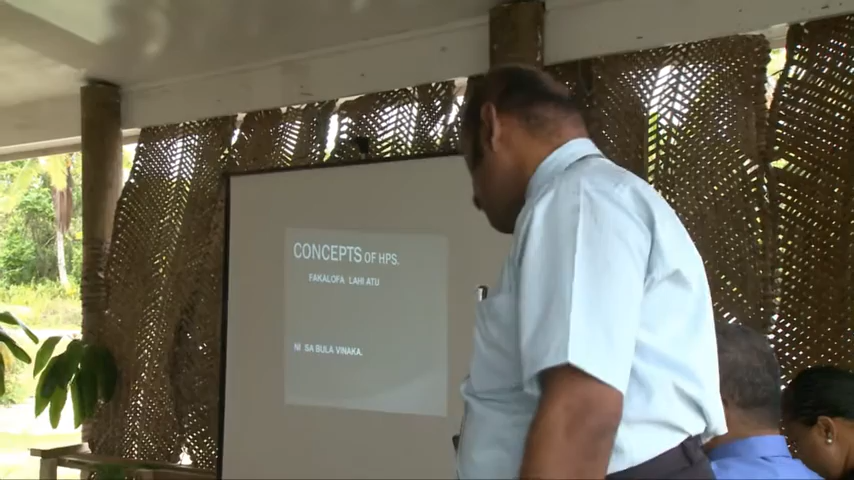 CONCEPTS OF HPS.
FAKALOFA LAHI ATU
NI SA BULA VINAKA.